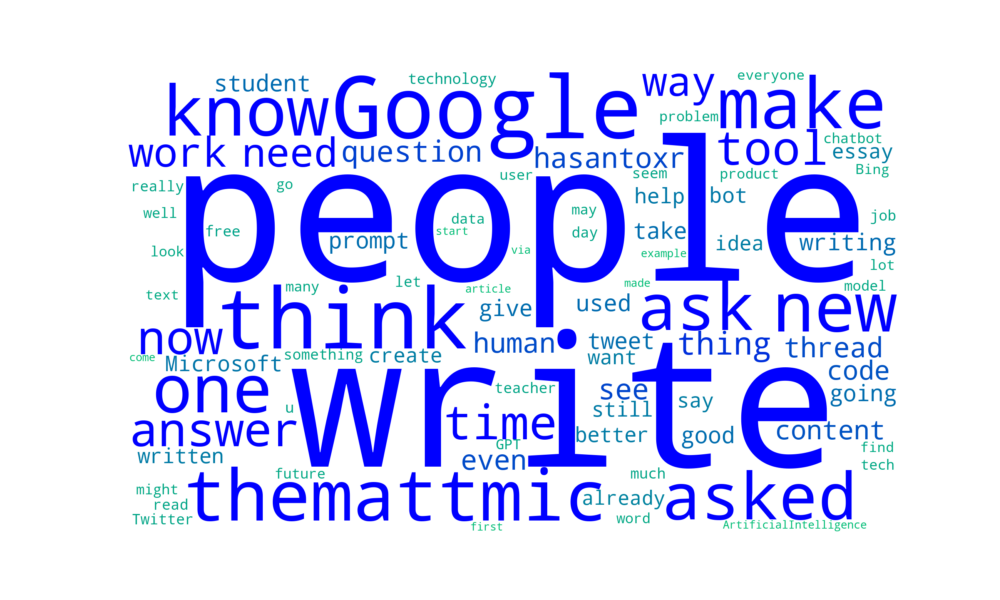 technology everyone
student way
know Google make
problem
chatbot
work need question hasantoxr tool essay
Bing
people
really go user seem product
help bot
well may job
free data day take
prompt start idea writing
look via example lot
let many article made model
text think give used ask new
now human tweet thing thread
come Microsoft something create want
code
one teacher see going
u say
time still
answer GPT better good content
written even find
future much tech
write
might themattmic already asked
read
Twitter word
first ArtificialIntelligence